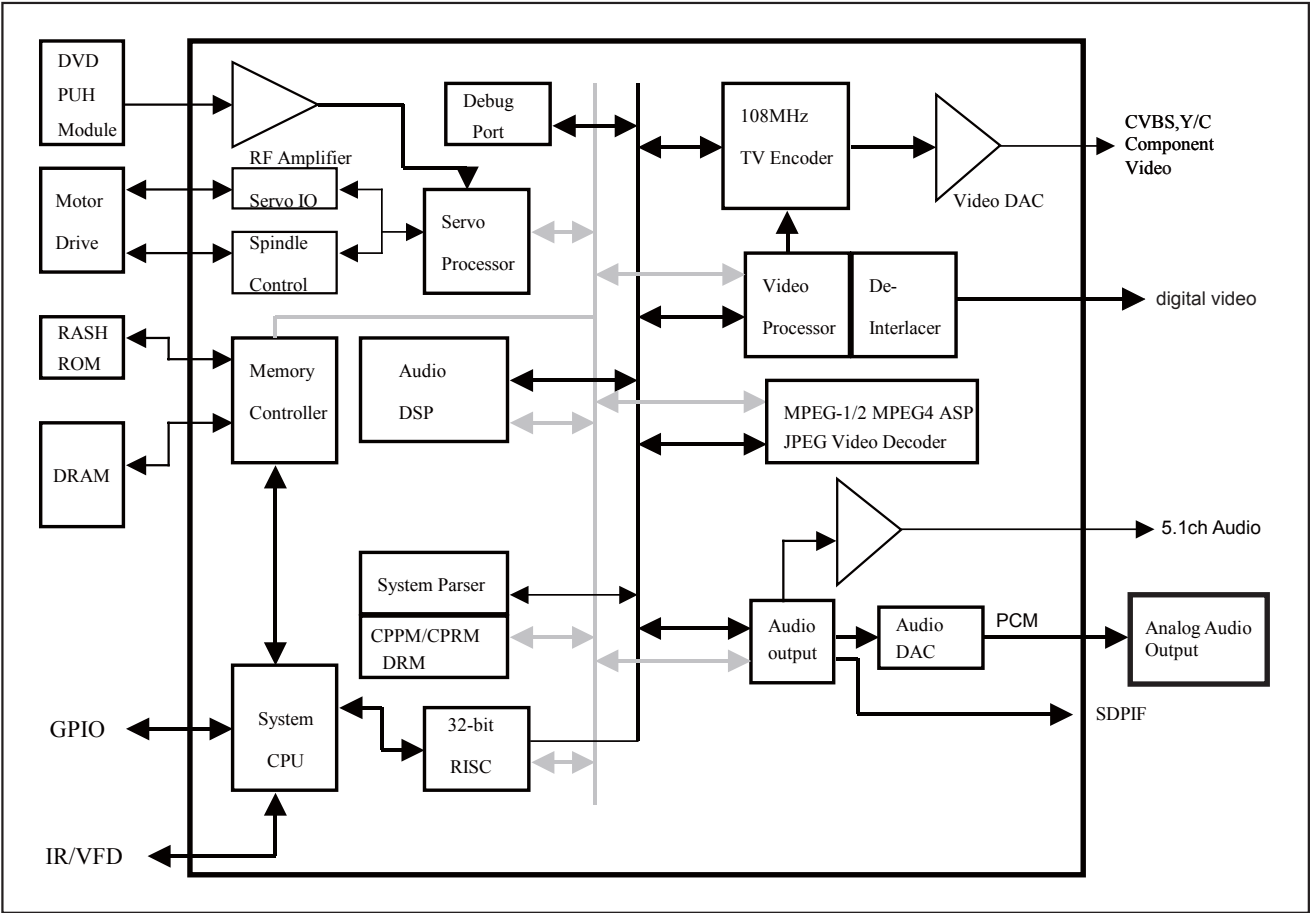 DVD
PUH
Module
RF Amplifier
Debug
Port
108MHz
TV Encoder
Video DAC
CVBS,Y/C
Component
Video
Motor
Drive
Servo IO
Spindle
Control
Servo
Processor
Video
Processor
De-
Interlacer
digital video
RASH
ROM
Memory
Controller
Audio
DSP
MPEG-1/2 MPEG4 ASP
JPEG Video Decoder
DRAM
5.1ch Audio
System Parser
CPPM/CPRM
DRM
Audio
output
Audio
DAC
PCM
Analog Audio
Output
SDPIF
GPIO
System
CPU
32-bit
RISC
IR/VFD